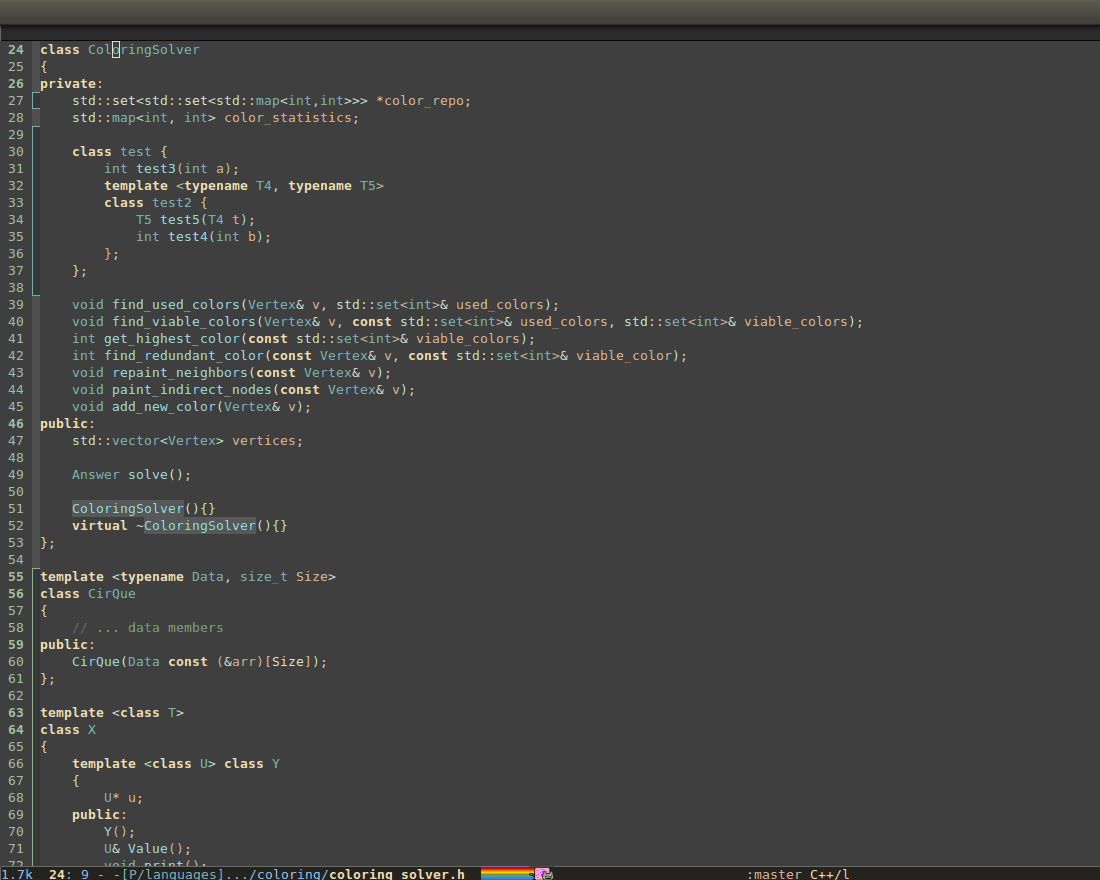 24 class ColoringSolver
25 {
26 private:
27     std::set<std::set<std::map<int,int>>> *color_repo;
28     std::map<int, int> color_statistics;
29
30     class test {
31         int test3(int a);
32         template <typename T4, typename T5>
33         class test2 {
34             T5 test5(T4 t);
35             int test4(int b);
36         };
37     };
38
39     void find_used_colors(Vertex& v, std::set<int>& used_colors);
40     void find_viable_colors(Vertex& v, const std::set<int>& used_colors, std::set<int>& viable_colors);
41     int get_highest_color(const std::set<int>& viable_colors);
42     int find_redundant_color(const Vertex& v, const std::set<int>& viable_color);
43     void repaint_neighbors(const Vertex& v);
44     void paint_indirect_nodes(const Vertex& v);
45     void add_new_color(Vertex& v);
46 public:
47     std::vector<Vertex> vertices;
48
49     Answer solve();
50
51     ColoringSolver(){}
52     virtual ~ColoringSolver(){}
53 };
54
55 template <typename Data, size_t Size>
56 class CirQue
57 {
58     // ... data members
59 public:
60     CirQue(Data const (&arr)[Size]);
61 };
62
63 template <class T>
64 class X
65 {
66     template <class U> class Y
67     {
68         U* u;
69     public:
70         Y();
71         U& Value();
72         void print();
1.7k  24: 9 - -[P/languages].../coloring/coloring_solver.h :master C++/l